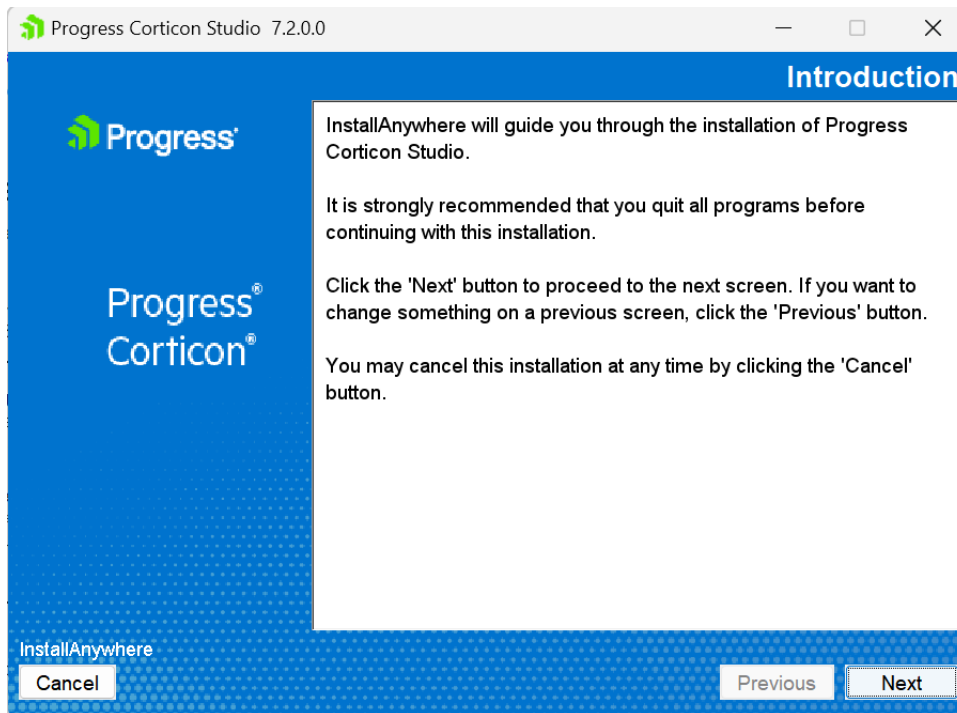 Progress Corticon Studio 7.2.0.0
Introduction
Progress®
InstallAnywhere will guide you through the installation of Progress
Corticon Studio.
It is strongly recommended that you quit all programs before
continuing with this installation.
Click the 'Next' button to proceed to the next screen. If you want to
change something on a previous screen, click the 'Previous' button.
You may cancel this installation at any time by clicking the 'Cancel'
button.
Progress®
Corticon®
InstallAnywhere
Cancel
Previous
Next